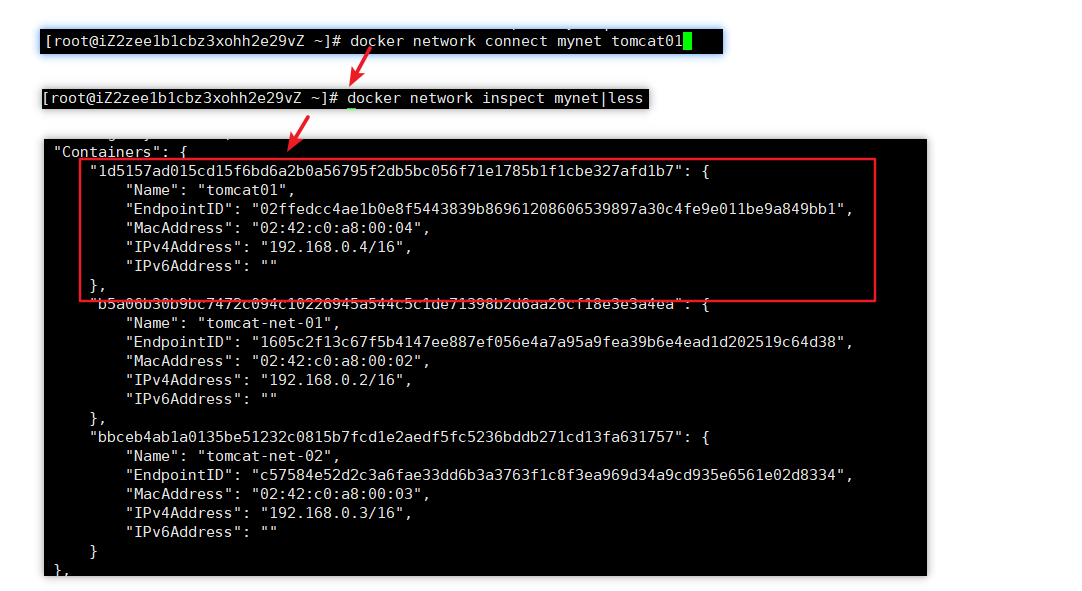 [root@iZ2zee1b1cbz3xohh2e29vZ ~]# docker network connect mynet tomcat01
[root@iZ2zee1b1cbz3xohh2e29vZ ~]# docker network inspect mynet|less
"Containers": {
"1d5157ad015cd15f6bd6a2b0a56795f2db5bc056f71e1785b1f1cbe327afd1b7": {
"Name": "tomcat01",
"EndpointID": "02ffedcc4ae1b0e8f5443839b86961208606539897a30c4fe9e011be9a849bb1",
"MacAddress": "02:42:c0:a8:00:04",
"IPv4Address": "192.168.0.4/16",
"IPv6Address": ""
},
"b5a06b30b9bc7472c094c10226945a544c5c1de71398b2d6aa26cf18e3e3a4ea": {
"Name": "tomcat-net-01",
"EndpointID": "1605c2f13c67f5b4147ee887ef056e4a7a95a9fea39b6e4ead1d202519c64d38",
"MacAddress": "02:42:c0:a8:00:02",
"IPv4Address": "192.168.0.2/16",
"IPv6Address": ""
},
"bbceb4ab1a0135be51232c0815b7fcd1e2aedf5fc5236bddb271cd13fa631757": {
"Name": "tomcat-net-02",
"EndpointID": "c57584e52d2c3a6fae33dd6b3a3763f1c8f3ea969d34a9cd935e6561e02d8334",
"MacAddress": "02:42:c0:a8:00:03",
"IPv4Address": "192.168.0.3/16",
"IPv6Address": ""
}
},